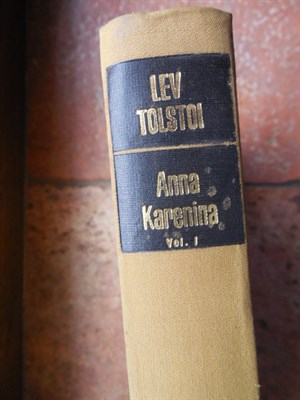 LEV
TOLSTOI
Anna
Karenina
Vol. I